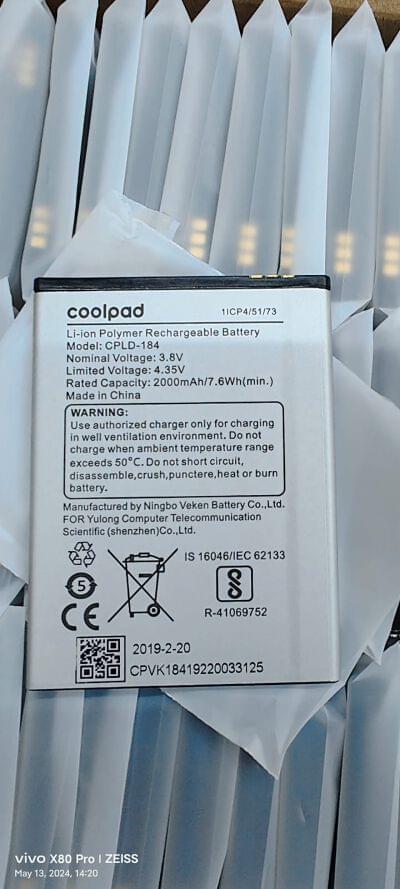 coolpad
1ICP4/51/73
Li-ion Polymer Rechargeable Battery
Model: CPLD-184
Nominal Voltage: 3.8V
Limited Voltage: 4.35V
Rated Capacity: 2000mAh/7.6Wh(min.)
Made in China
WARNING:
Use authorized charger only for charging
in well ventilation environment. Do not
charge when ambient temperature range
exceeds 50°C. Do not short circuit,
disassemble,crush,punctere,heat or burn
battery.
Manufactured by Ningbo Veken Battery Co.,Ltd.
FOR Yulong Computer Telecommunication
Scientific (shenzhen)Co.,Ltd.
IS 16046/IEC 62133
5
R-41069752
CE
2019-2-20
CPVK18419220033125
vivo X80 Pro | ZEISS
May 13, 2024, 14:20